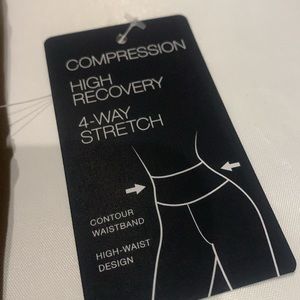 COMPRESSION
HIGH
RECOVERY
4-WAY
STRETCH
CONTOUR
WAISTBAND
HIGH-WAIST
DESIGN